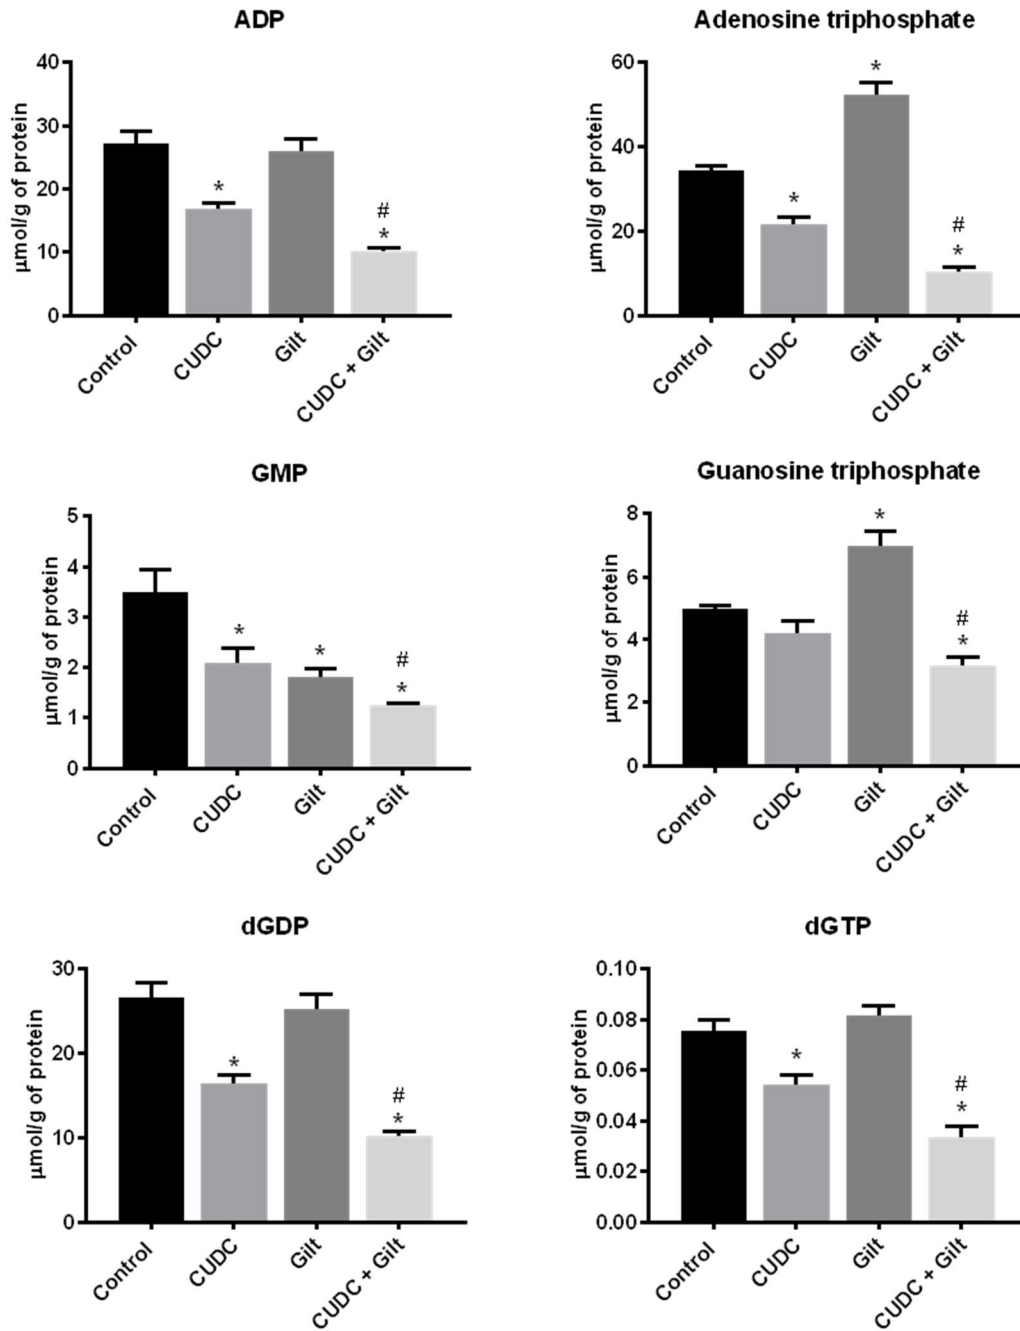 ADP
μmol/g of protein
40
30
20
10
0
*
#
*
Control
CUDC
Gilt
CUDC + Gilt
Adenosine triphosphate
μmol/g of protein
60
40
20
0
*
*
#
*
Control
CUDC
Gilt
CUDC + Gilt
GMP
μmol/g of protein
5
4
3
2
1
0
*
*
#
*
Control
CUDC
Gilt
CUDC + Gilt
Guanosine triphosphate
μmol/g of protein
8
6
4
2
0
*
#
*
Control
CUDC
Gilt
CUDC + Gilt
dGDP
μmol/g of protein
30
20
10
0
*
#
*
Control
CUDC
Gilt
CUDC + Gilt
dGTP
μmol/g of protein
0.10
0.08
0.06
0.04
0.02
0.00
*
#
*
Control
CUDC
Gilt
CUDC + Gilt